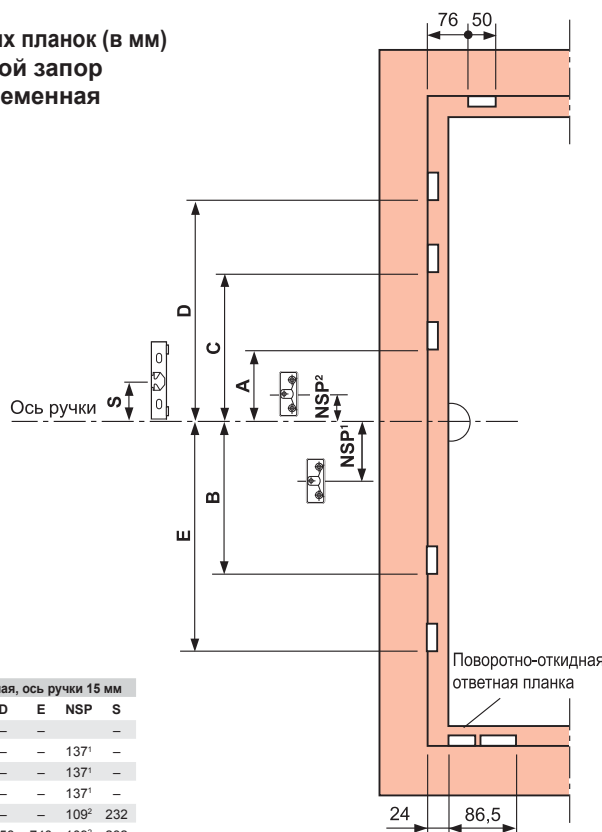 их планок (в мм)
ой запор
еменная
76 50
D
C
A
S
NSP²
Ось ручки
NSP¹
B
E
Поворотно-откидная
ответная планка
24 86,5
ная, ось ручки 15 мм
D E NSP S
– – –
– – 137¹ –
– – 137¹ –
– – 137¹ –
– – 109² 232